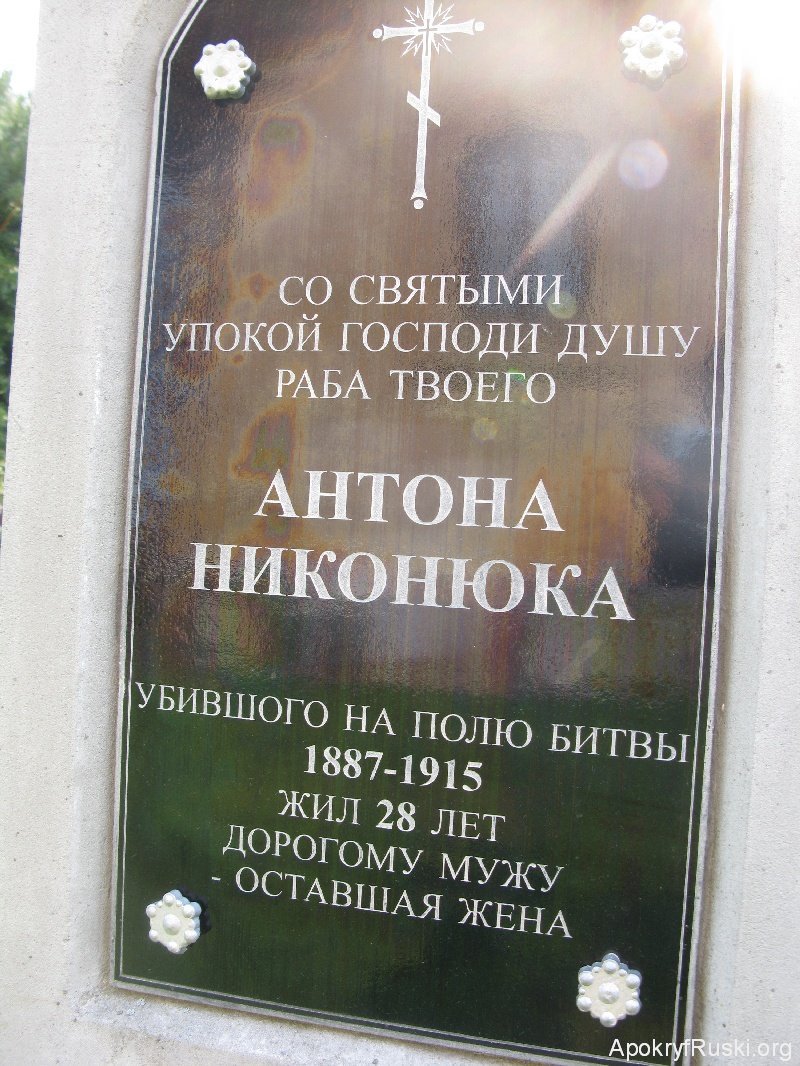 СО СВЯТЫМИ
УПОКОЙ ГОСПОДИ ДУШУ
РАБА ТВОЕГО
АНТОНА
НИКОНЮКА
УБИВШОГО НА ПОЛЮ БИТВЫ
1887-1915
ЖИЛ 28 ЛЕТ
ДОРОГОМУ МУЖУ
- ОСТАВШАЯ ЖЕНА
ApokryfRuski.org